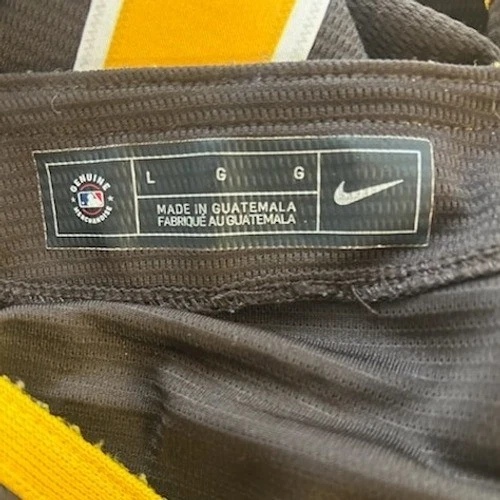 GENUINE
MERCHANDISE
L G G
MADE IN GUATEMALA
FABRIQUÉ AU GUATEMALA